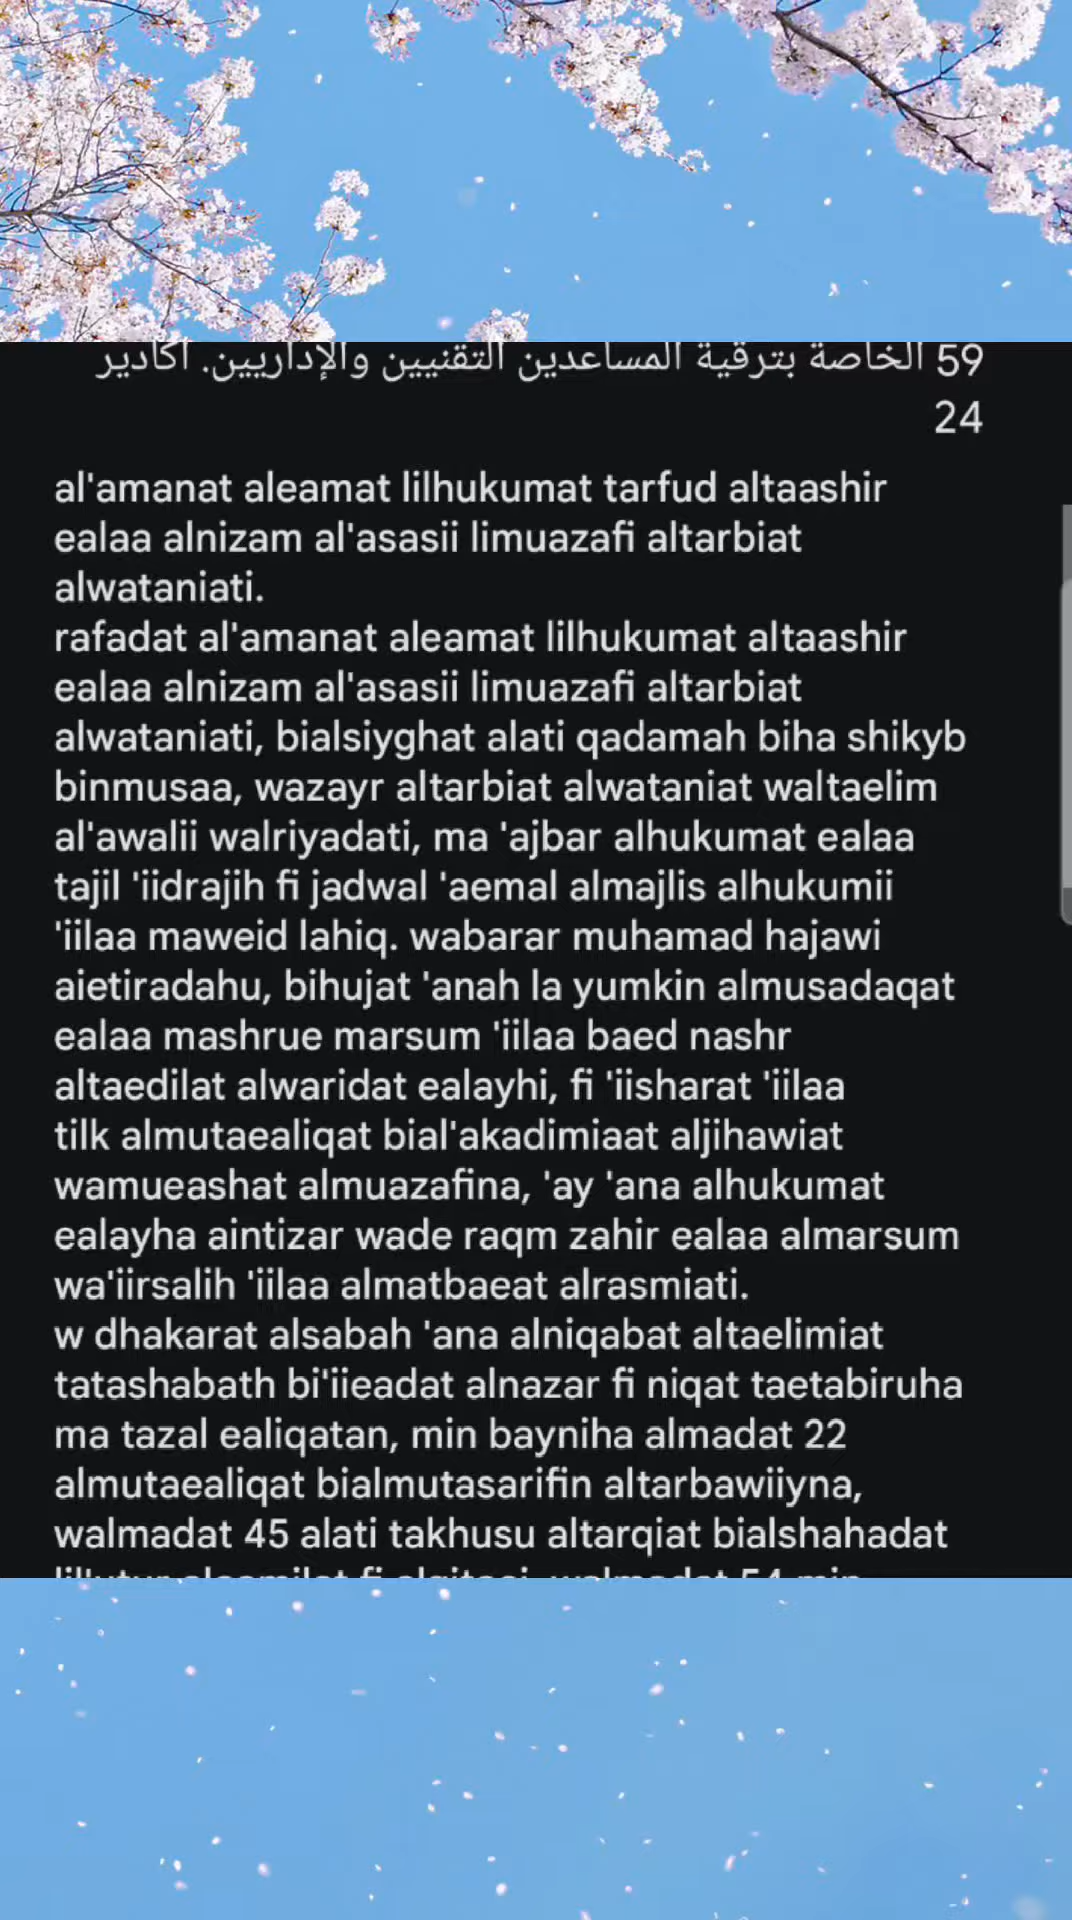 59 الخاصة بترقية المساعدين التقنيين والإداريين. أكادير
24
al'amanat aleamat lilhukumat tarfud altaashir
ealaa alnizam al'asasii limuazafi altarbiat
alwataniati.
rafadat al'amanat aleamat lilhukumat altaashir
ealaa alnizam al'asasii limuazafi altarbiat
alwataniati, bialsiyghat alati qadamah biha shikyb
binmusaa, wazayr altarbiat alwataniat waltaelim
al'awalii walriyadati, ma 'ajbar alhukumat ealaa
tajil 'iidrajih fi jadwal 'aemal almajlis alhukumii
'iilaa maweid lahiq. wabarar muhamad hajawi
aietiradahu, bihujat 'anah la yumkin almusadaqat
ealaa mashrue marsum 'iilaa baed nashr
altaedilat alwaridat ealayhi, fi 'iisharat 'iilaa
tilk almutaealiqat bial'akadimiaat aljihawiat
wamueashat almuazafina, 'ay 'ana alhukumat
ealayha aintizar wade raqm zahir ealaa almarsum
wa'iirsalih 'iilaa almatbaeat alrasmiati.
w dhakarat alsabah 'ana alniqabat altaelimiat
tatashabath bi'iieadat alnazar fi niqat taetabiruha
ma tazal ealiqatan, min bayniha almadat 22
almutaealiqat bialmutasarifin altarbawiiyna,
walmadat 45 alati takhusu altarqiat bialshahadat